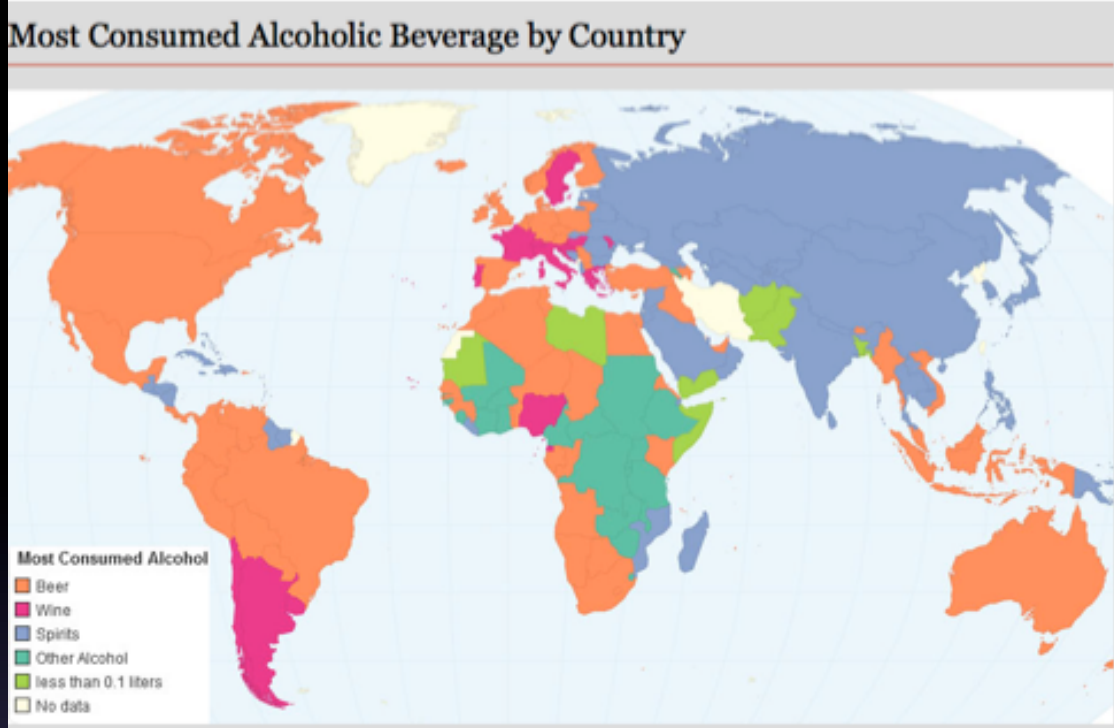 Most Consumed Alcoholic Beverage by Country
Most Consumed Alcohol
Beer
Wine
Spirits
Other Alcohol
less than 0.1 liters
No data